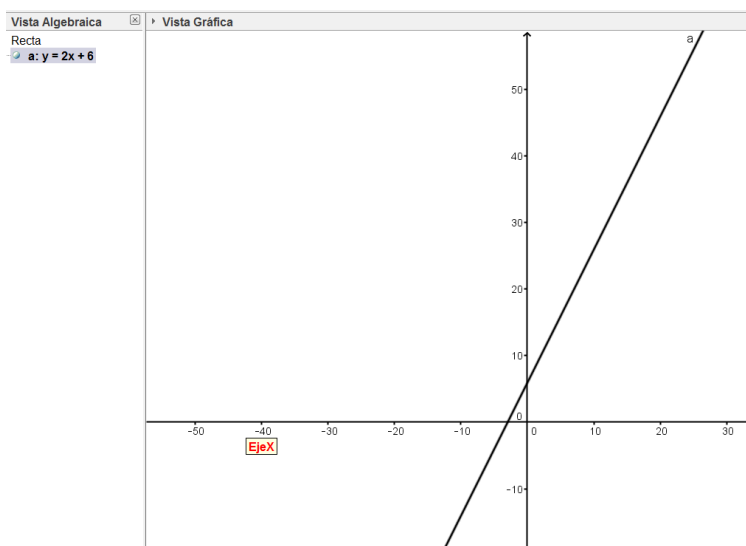 Vista Algebraica
Vista Gráfica
Recta
a: y = 2x + 6
a
50
40
30
20
10
0
-50 -40 -30 -20 -10 0 10 20 30
EjeX
-10